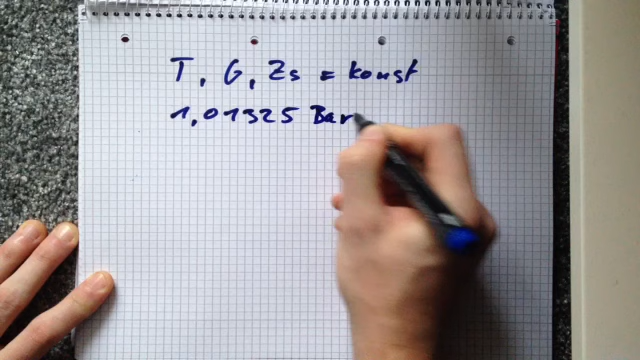 T, G, Zs = konst
1,01325 Bar